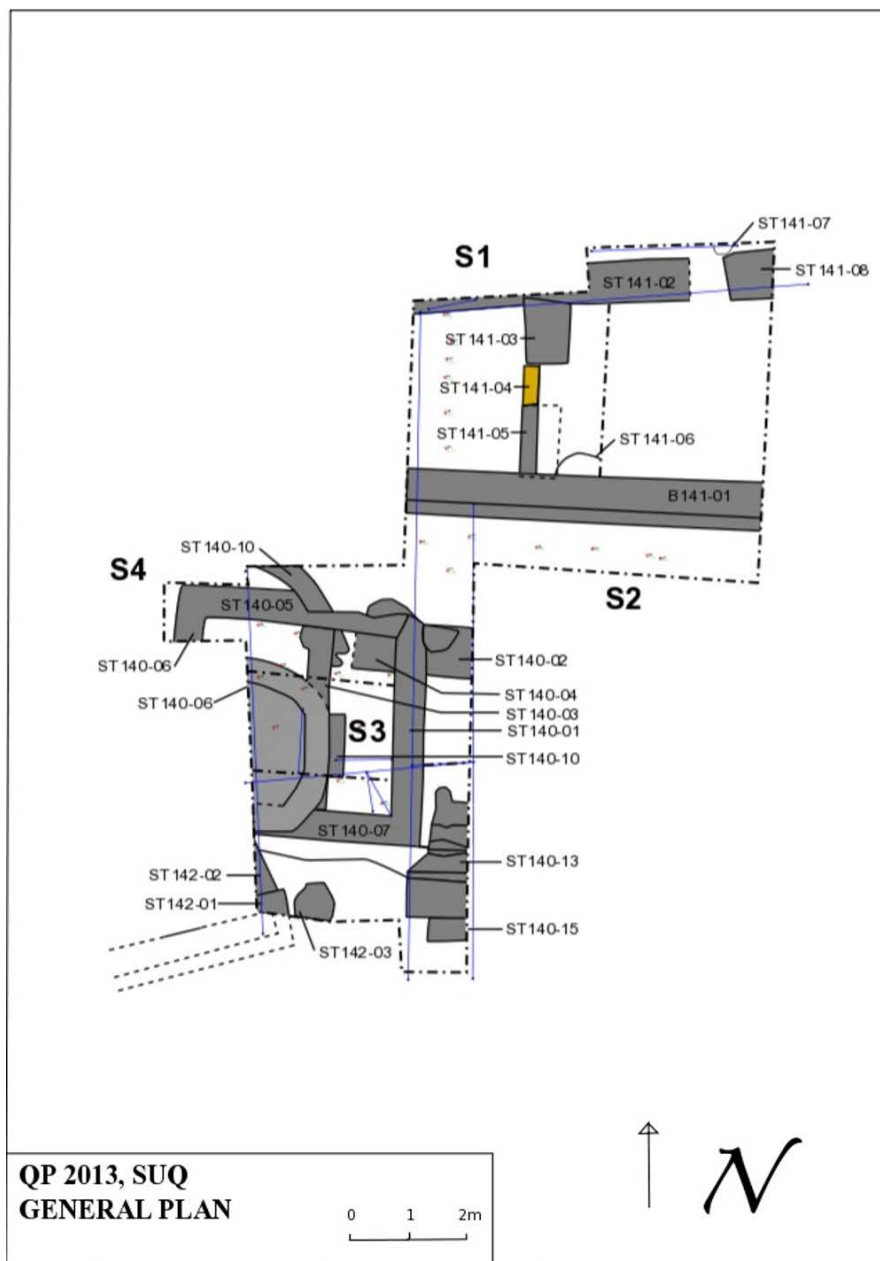 ST141-07
S1
ST141-08
ST141-02
ST141-03
ST141-04
ST141-05
ST141-06
B141-01
ST140-10
S4
S2
ST140-05
ST140-06
ST140-02
ST140-04
ST140-06
ST140-03
S3
ST140-01
ST140-10
ST140-07
ST140-13
ST142-02
ST142-01
ST140-15
ST142-03
N
QP 2013, SUQ
GENERAL PLAN
0 1 2m